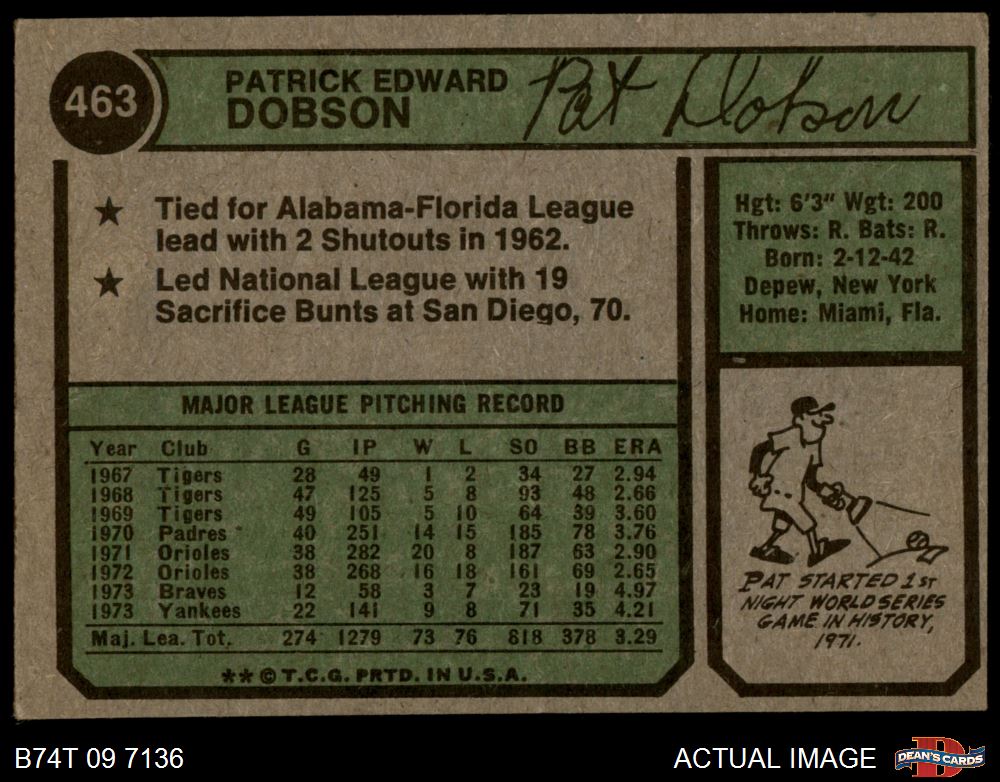 463
PATRICK EDWARD
DOBSON
Pat Dobson
★ Tied for Alabama-Florida League
lead with 2 Shutouts in 1962.
★ Led National League with 19
Sacrifice Bunts at San Diego, 70.
Hgt: 6'3" Wgt: 200
Throws: R. Bats: R.
Born: 2-12-42
Depew, New York
Home: Miami, Fla.
MAJOR LEAGUE PITCHING RECORD
Year Club G IP W L SO BB ERA
1967 Tigers 28 49 1 2 34 27 2.94
1968 Tigers 47 125 5 8 93 48 2.66
1969 Tigers 49 105 5 10 64 39 3.60
1970 Padres 40 251 14 15 185 78 3.76
1971 Orioles 38 282 20 8 187 63 2.90
1972 Orioles 38 268 16 18 161 69 2.65
1973 Braves 12 58 3 7 23 19 4.97
1973 Yankees 22 141 9 8 71 35 4.21
Maj. Lea. Tot. 274 1279 73 76 818 378 3.29
**© T.C.G. PRTD. IN U.S.A.
PAT STARTED 1ST
NIGHT WORLD SERIES
GAME IN HISTORY,
1971.
B74T 09 7136
ACTUAL IMAGE
D
DEAN'S CARDS